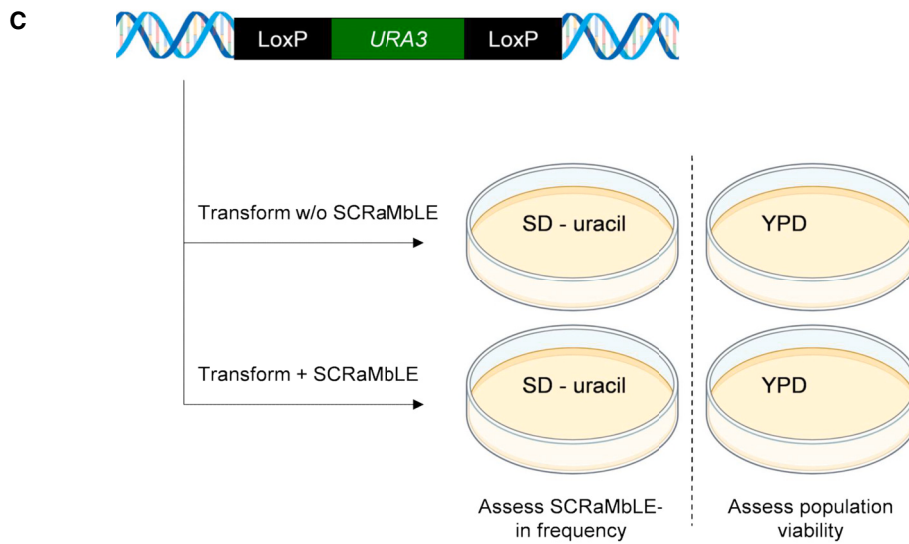 C
LoxP URA3 LoxP
Transform w/o SCRaMbLE
SD - uracil YPD
Transform + SCRaMbLE
SD - uracil YPD
Assess SCRaMbLE- Assess population
in frequency viability